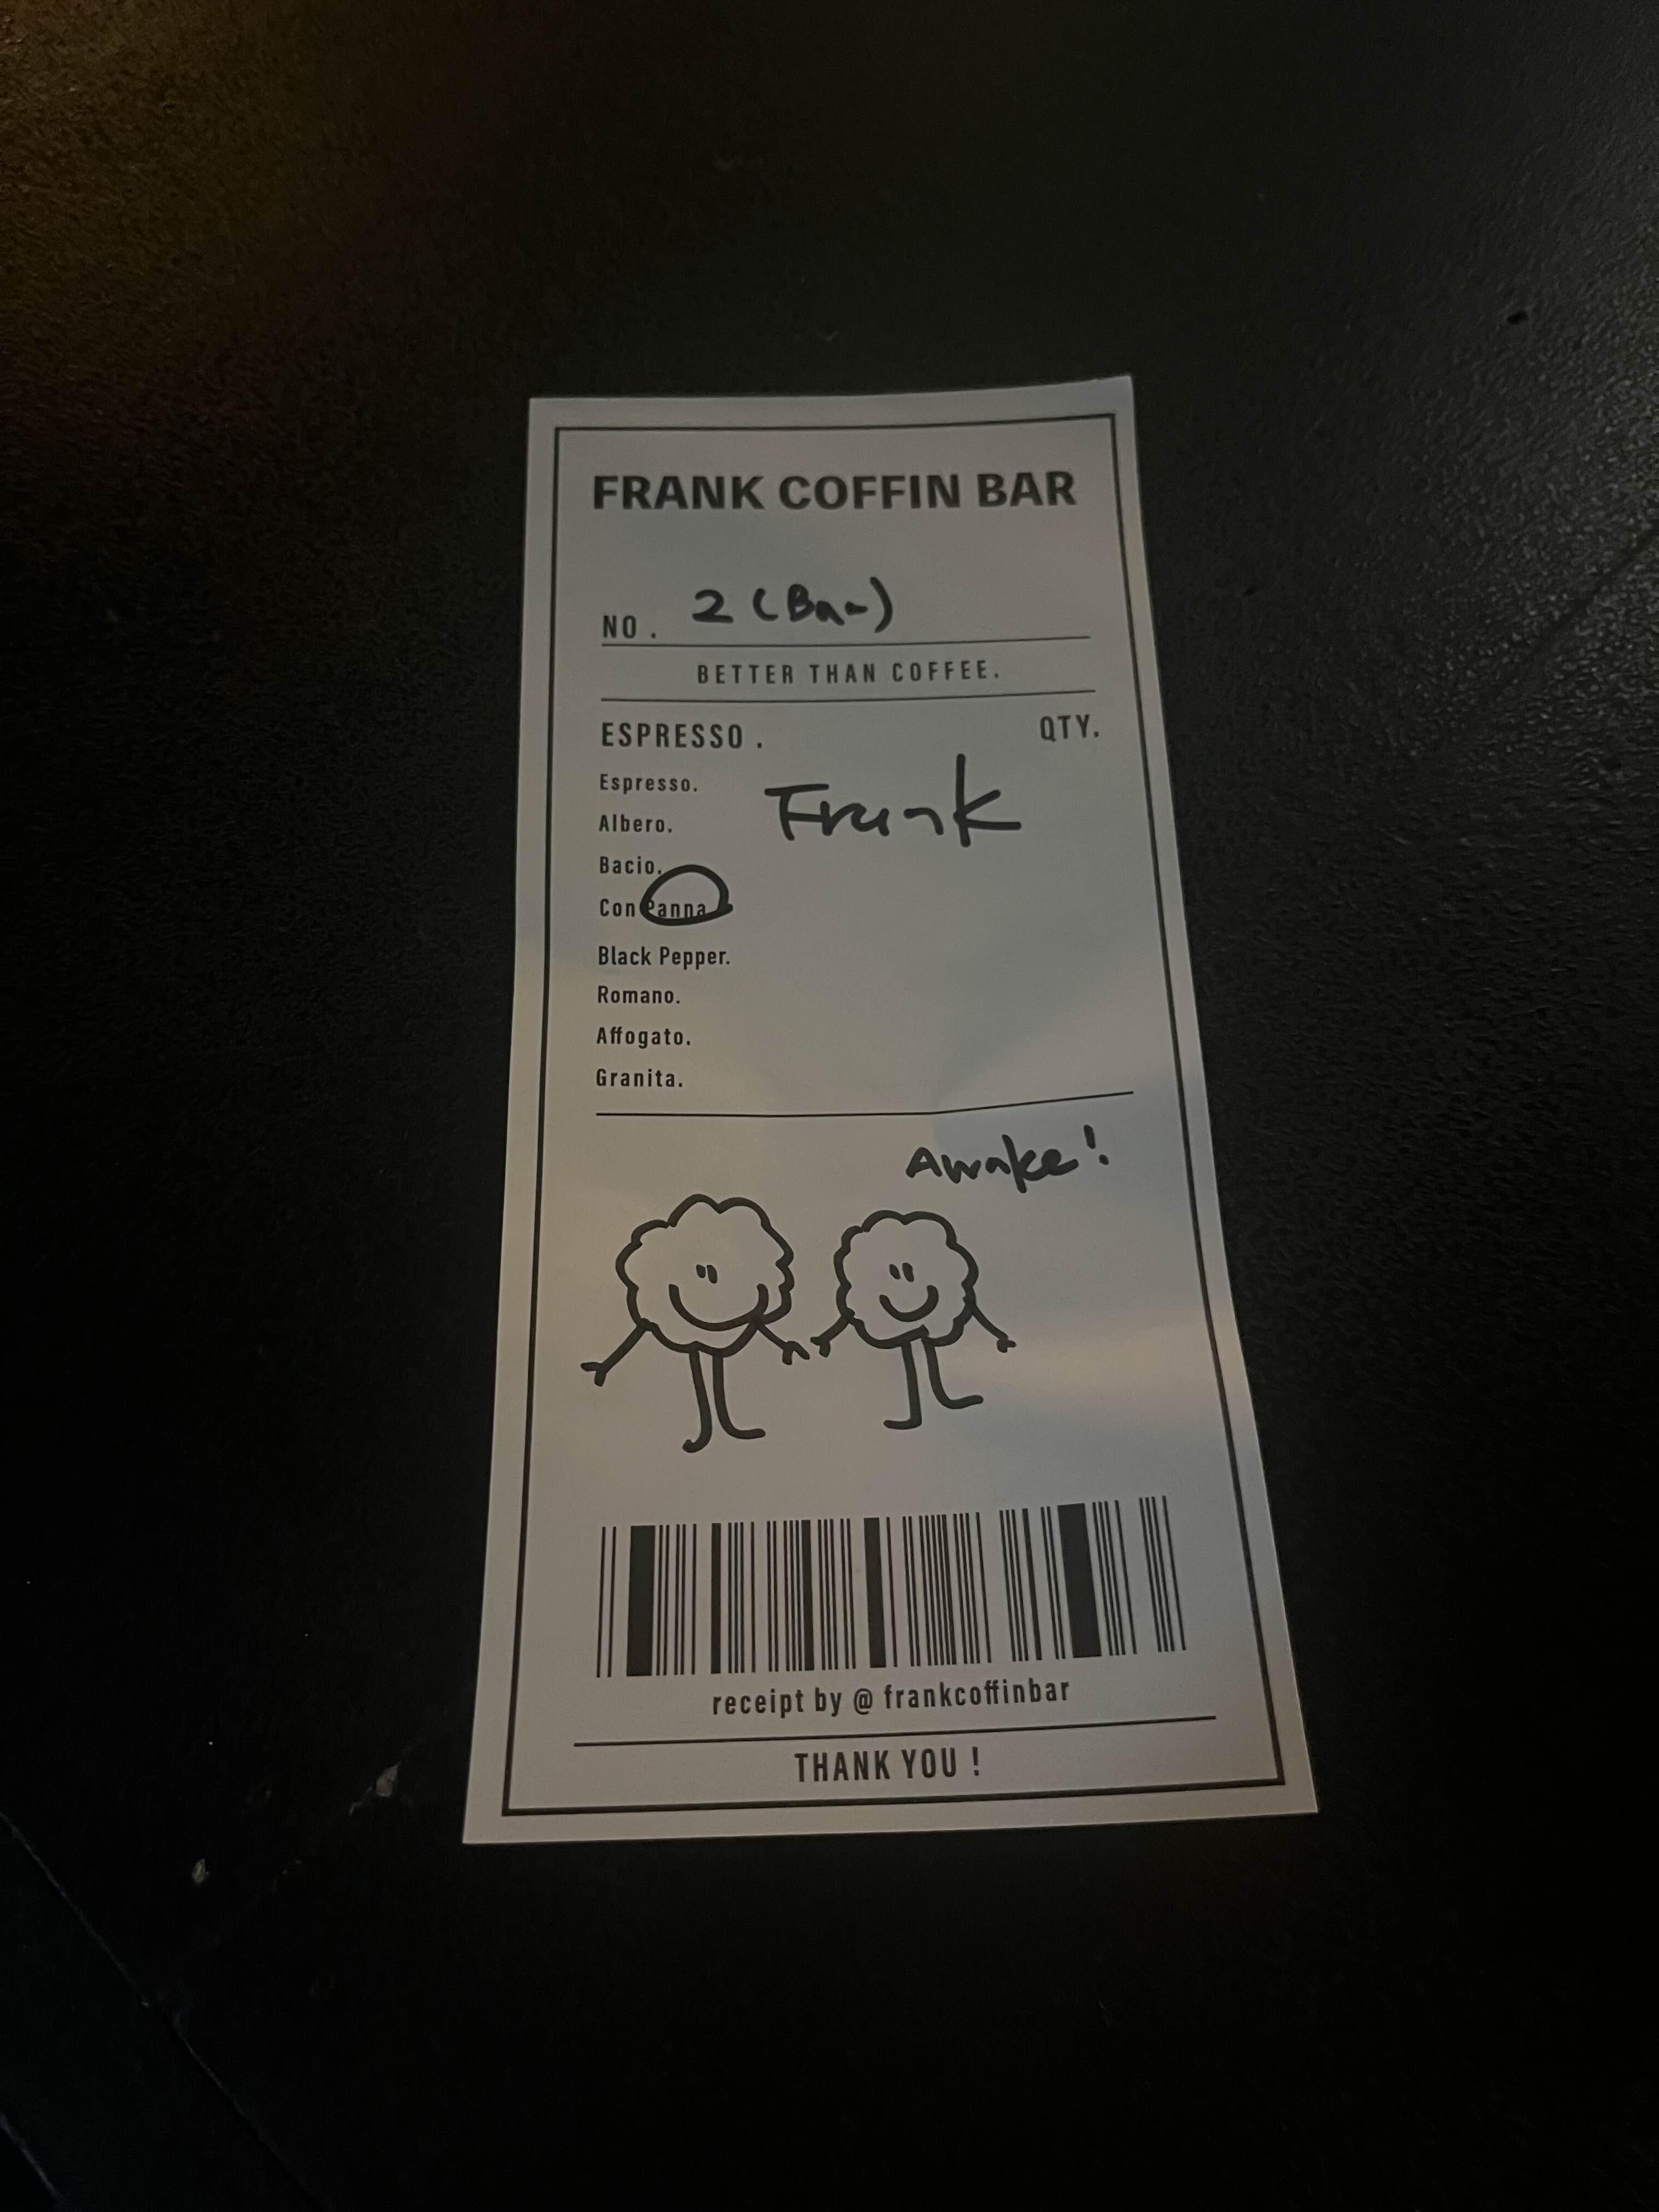 FRANK COFFIN BAR
NO. 2 (Bar)
BETTER THAN COFFEE.
ESPRESSO. QTY.
Espresso.
Albero. Frank
Bacio.
Con Panna
Black Pepper.
Romano.
Affogato.
Granita.
Awake!
receipt by @ frankcoffinbar
THANK YOU !